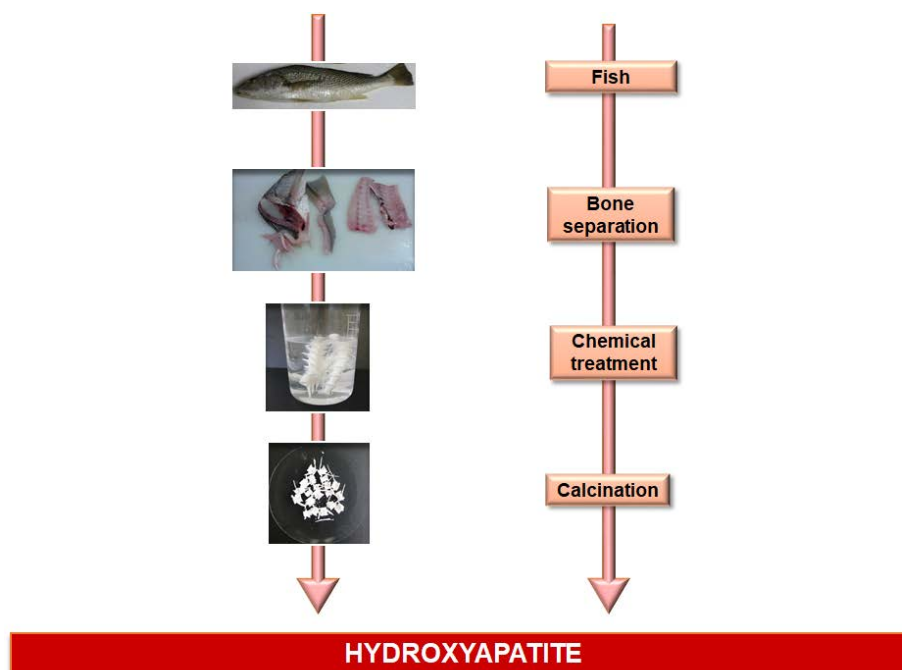 Fish
Bone
separation
Chemical
treatment
Calcination
HYDROXYAPATITE